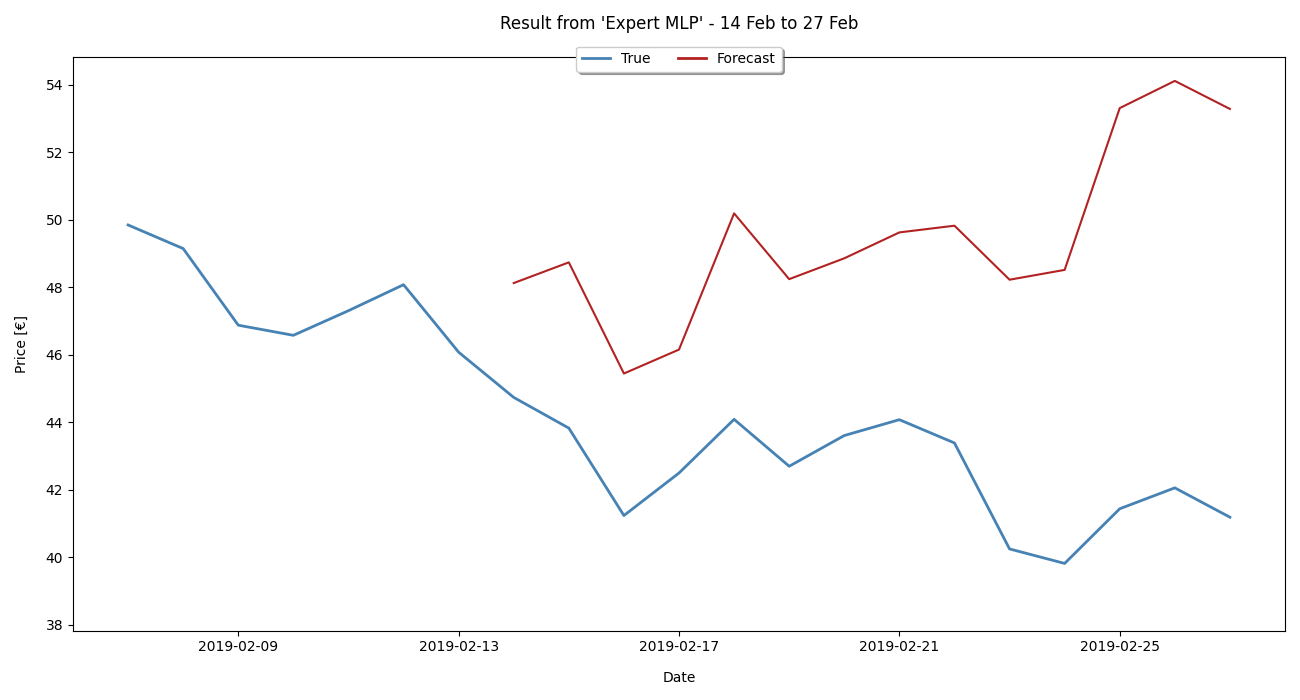 Result from 'Expert MLP' - 14 Feb to 27 Feb
True Forecast
54
52
50
48
46
44
42
40
38
Price [€]
2019-02-09 2019-02-13 2019-02-17 2019-02-21 2019-02-25
Date